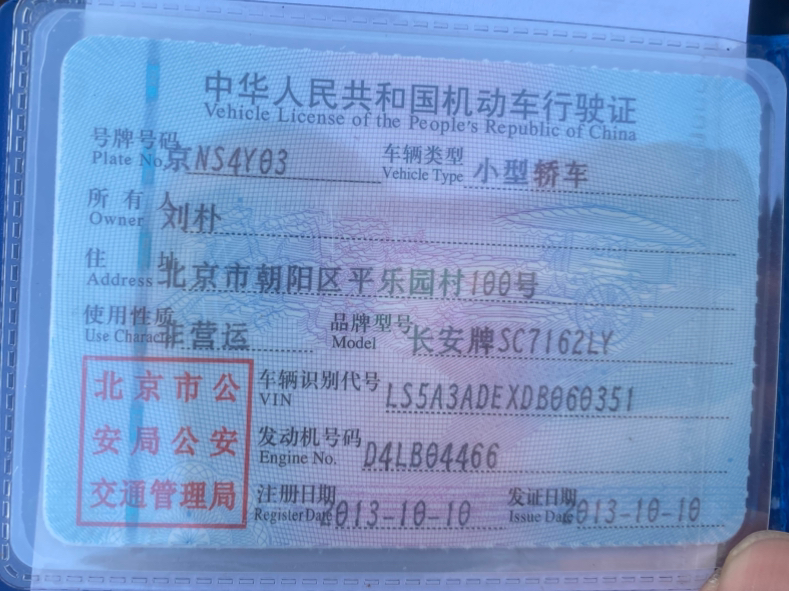 中华人民共和国机动车行驶证
Vehicle License of the People's Republic of China
号牌号码 京NS4Y03 车辆类型 小型轿车
Plate No. Vehicle Type
所有人 刘朴
Owner
住址 北京市朝阳区平乐园村100号
Address
使用性质 非营运 品牌型号 长安牌SC7162LY
Use Character Model
北京市公安局公安交通管理局
车辆识别代号 LS5A3ADEXDB060351
VIN
发动机号码 D4LB04466
Engine No.
注册日期 2013-10-10 发证日期 2013-10-10
Register Date Issue Date